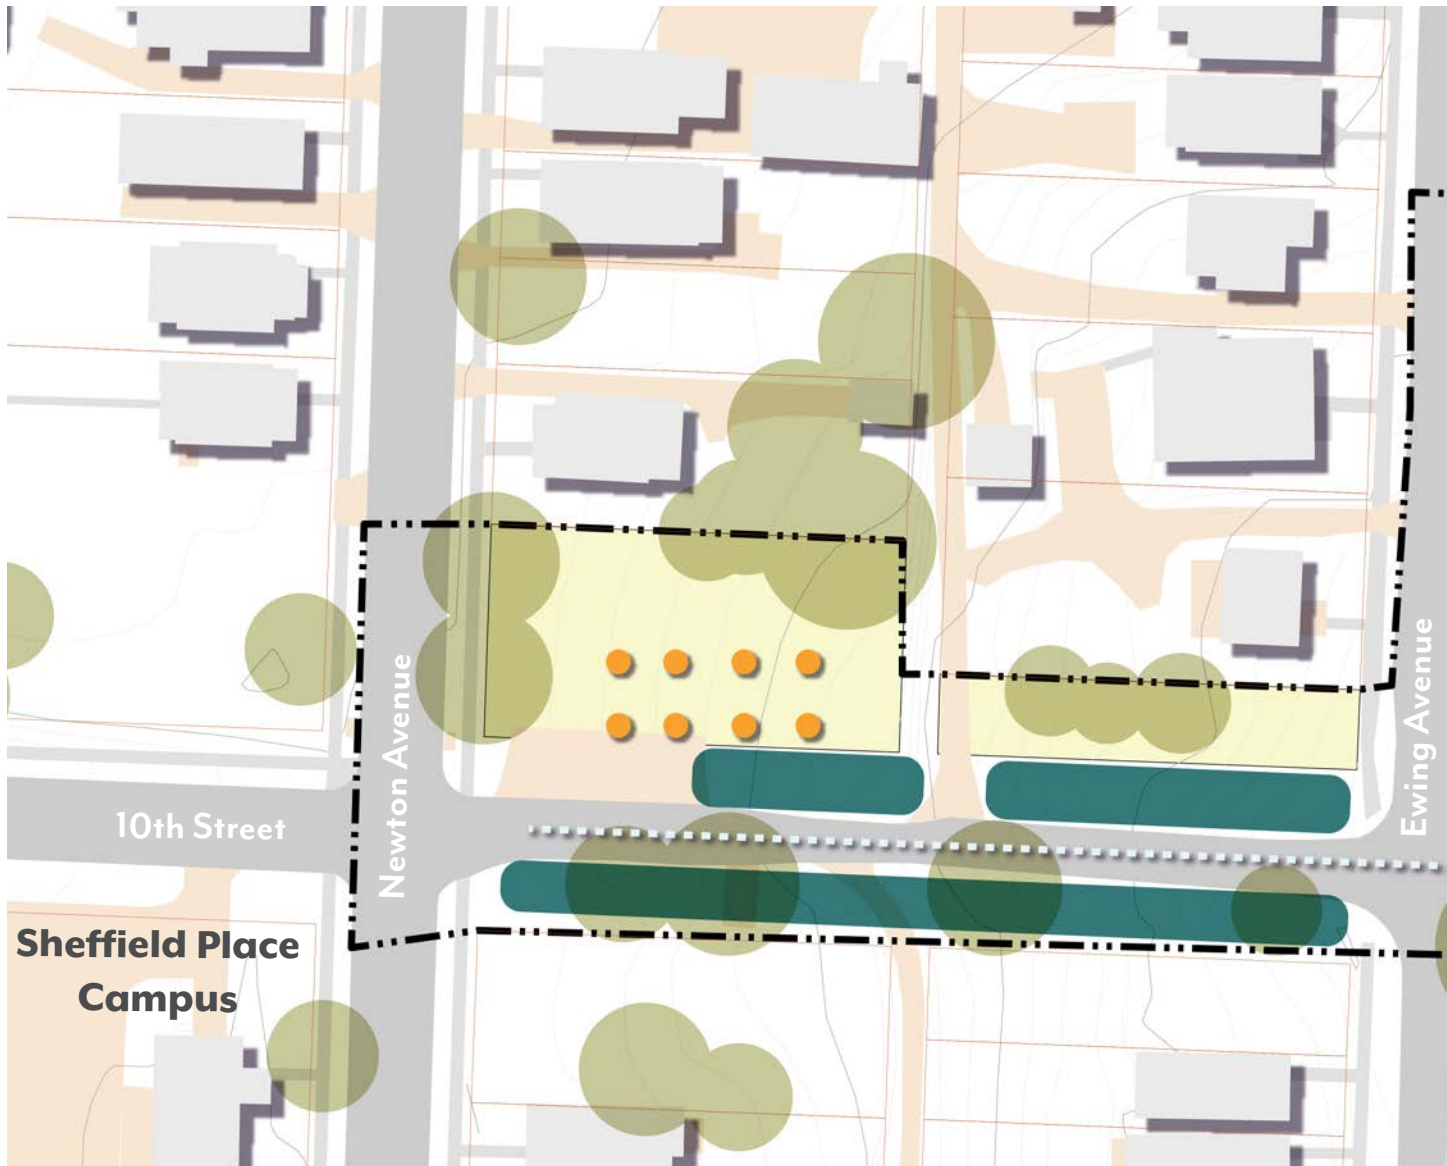 Newton Avenue
Ewing Avenue
10th Street
Sheffield Place
Campus